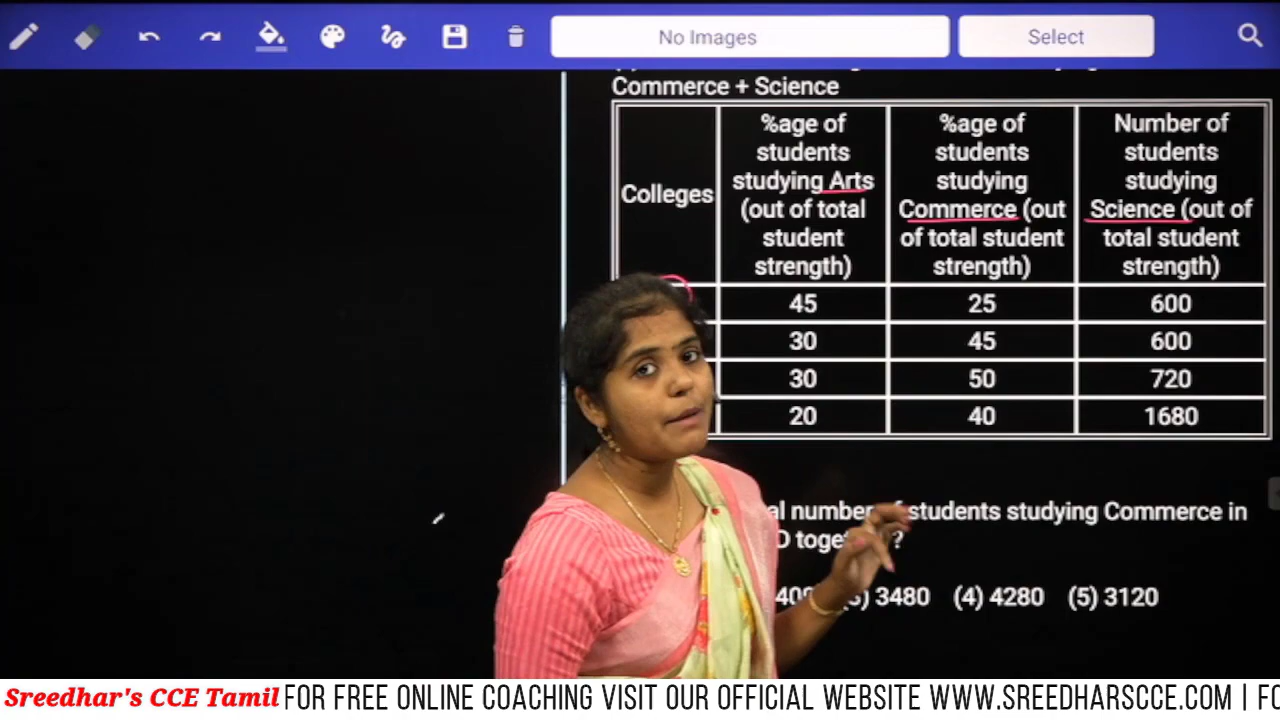 No Images
Select
Commerce + Science
Colleges
%age of students studying Arts (out of total student strength)
%age of students studying Commerce (out of total student strength)
Number of students studying Science (out of total student strength)
45 25 600
30 45 600
30 50 720
20 40 1680
number of students studying Commerce in
D ?
3480 (4) 4280 (5) 3120
Sreedhar's CCE Tamil FOR FREE ONLINE COACHING VISIT OUR OFFICIAL WEBSITE WWW.SREEDHARSCCE.COM |